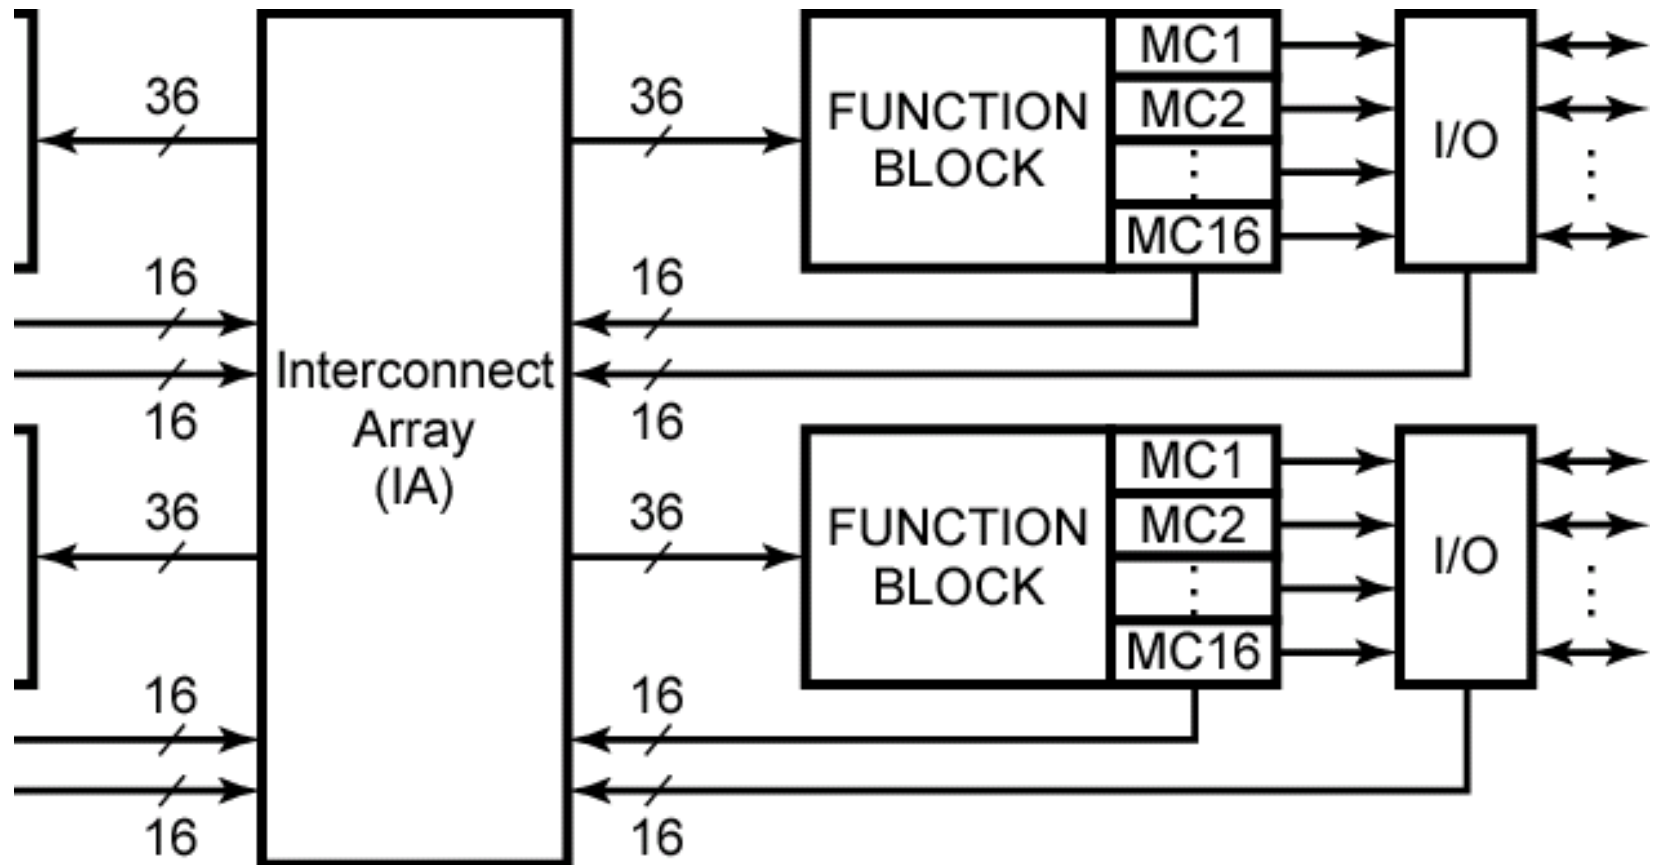 36
16
16
36
16
16
Interconnect
Array
(IA)
36
16
16
36
16
16
FUNCTION
BLOCK
MC1
MC2
⋮
MC16
I/O
⋮
FUNCTION
BLOCK
MC1
MC2
⋮
MC16
I/O
⋮